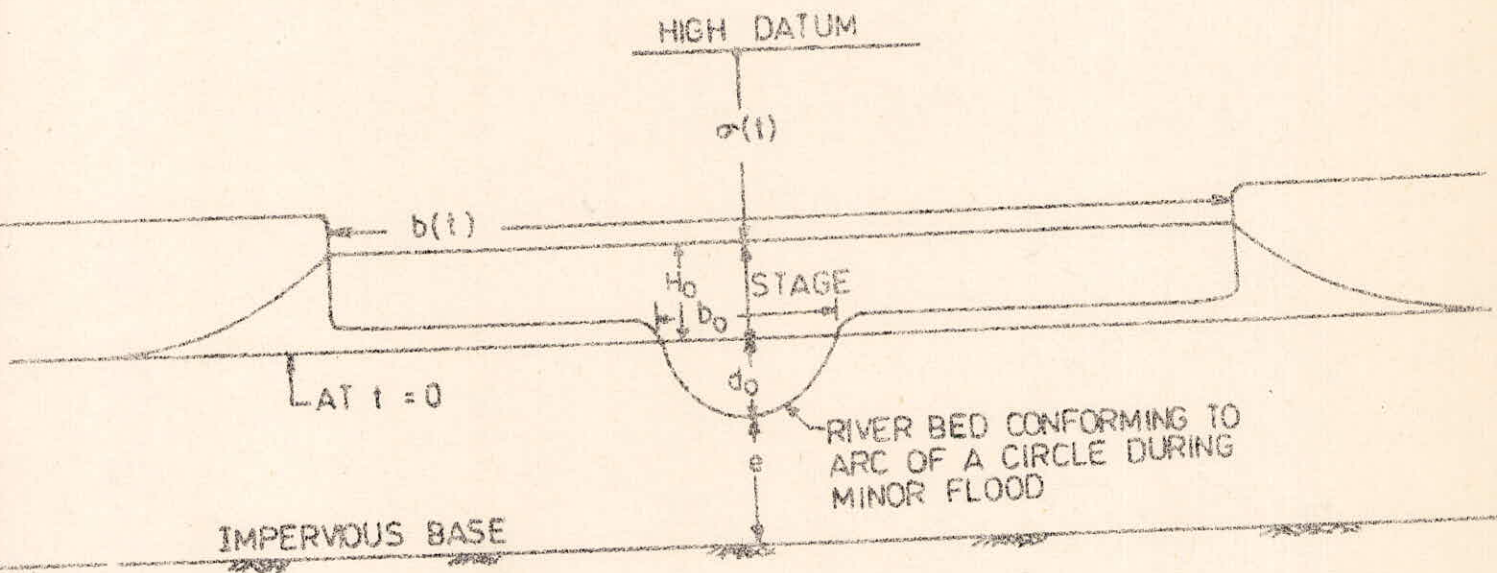 HIGH DATUM
σ(t)
b(t)
H₀
STAGE
b₀
d₀
AT t = 0
RIVER BED CONFORMING TO
ARC OF A CIRCLE DURING
MINOR FLOOD
e
IMPERVIOUS BASE